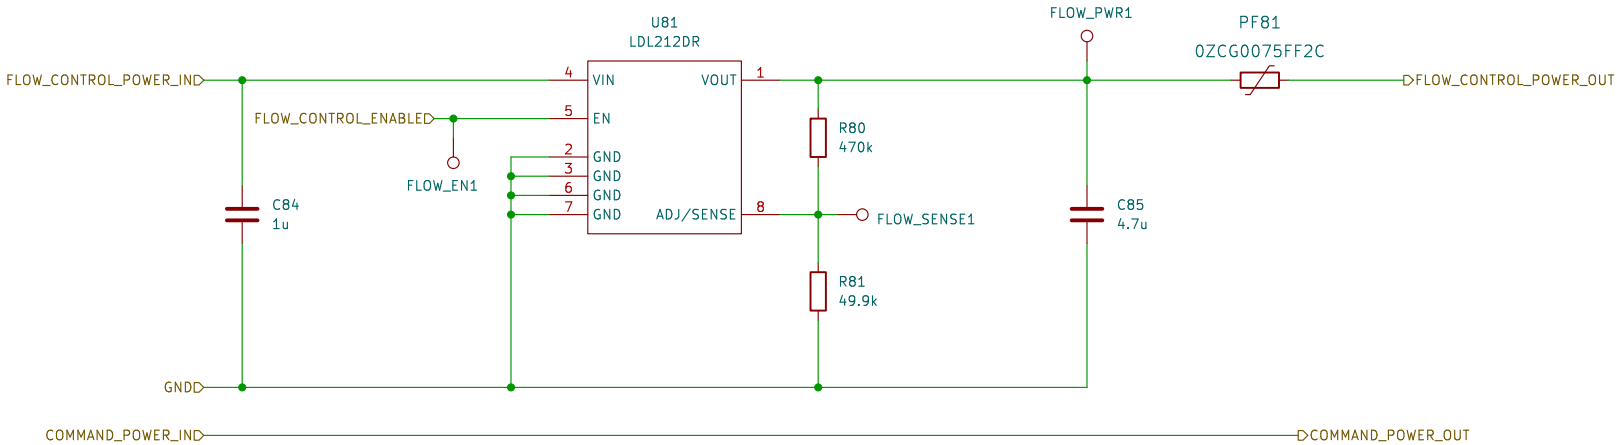 FLOW_PWR1
U81
LDL212DR
PF81
0ZCG0075FF2C
FLOW_CONTROL_POWER_IN
4
VIN
VOUT
1
FLOW_CONTROL_POWER_OUT
FLOW_CONTROL_ENABLE
5
EN
R80
470k
2
GND
3
GND
6
GND
7
GND
ADJ/SENSE
8
FLOW_EN1
FLOW_SENSE1
C84
1u
C85
4.7u
R81
49.9k
GND
COMMAND_POWER_IN
COMMAND_POWER_OUT